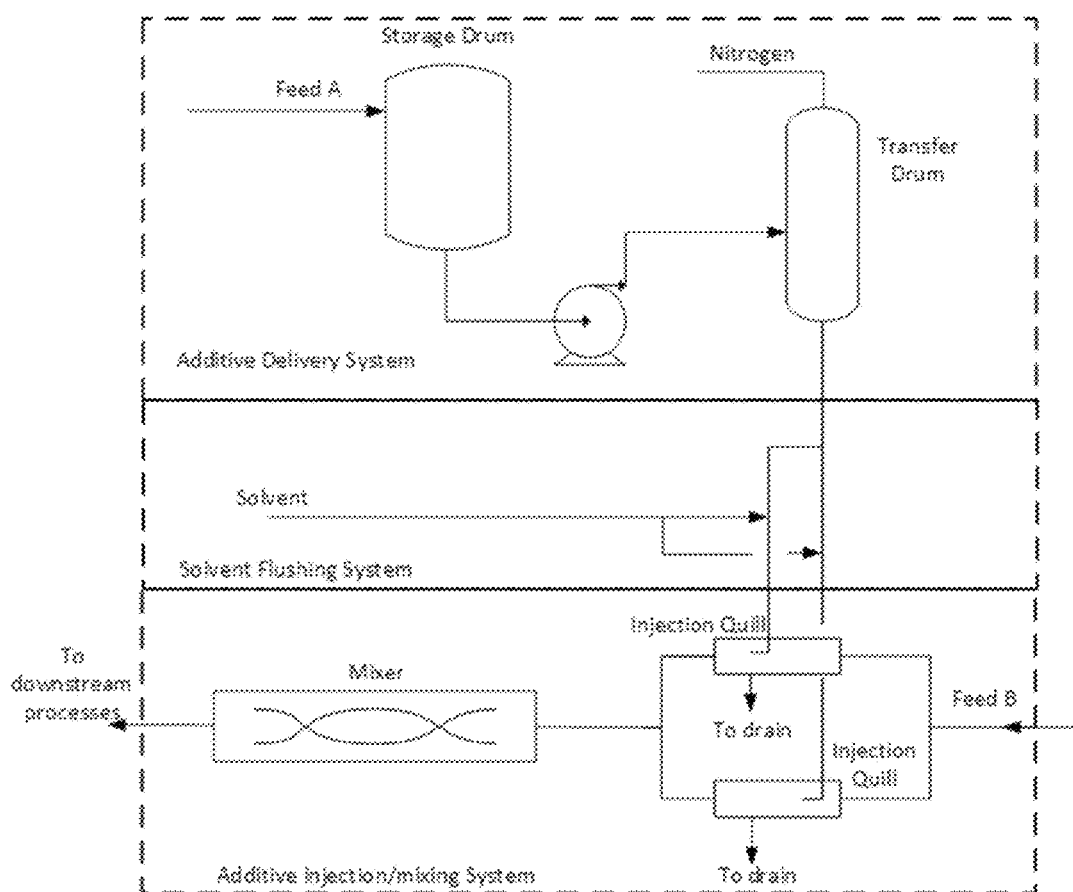 Storage Drum
Nitrogen
Feed A
Transfer
Drum
Additive Delivery System
Solvent
Solvent Flushing System
Injection Quill
To
downstream
processes
Mixer
Feed B
To drain
Injection
Quill
Additive Injection/mixing System
To drain